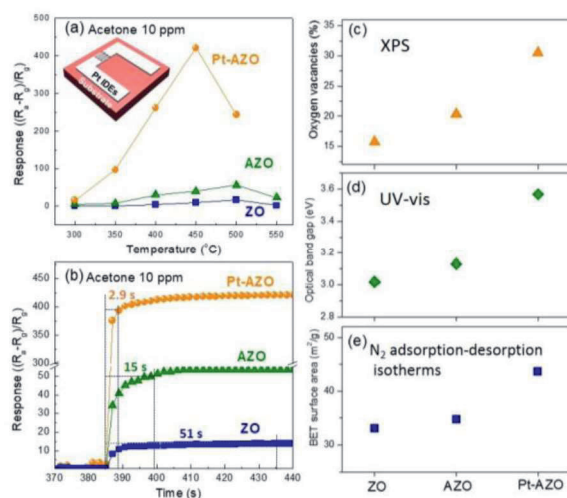 (a) Acetone 10 ppm
Pt-AZO
Pt IDEs
Substrate
AZO
ZO
Response ((Ra-Rg)/Rg)
500
400
300
200
100
0
300 350 400 450 500 550
Temperature (°C)
(b) Acetone 10 ppm
2.9 s
Pt-AZO
15 s
AZO
51 s
ZO
Response ((Ra-Rg)/Rg)
450
400
350
300
50
40
30
20
10
0
370 380 390 400 410 420 430 440
Time (s)
(c) XPS
Oxygen vacancies (%)
30
25
20
15
(d) UV-vis
Optical band gap (eV)
3.6
3.3
3.0
(e) N2 adsorption-desorption
isotherms
BET surface area (m2/g)
50
40
30
ZO AZO Pt-AZO